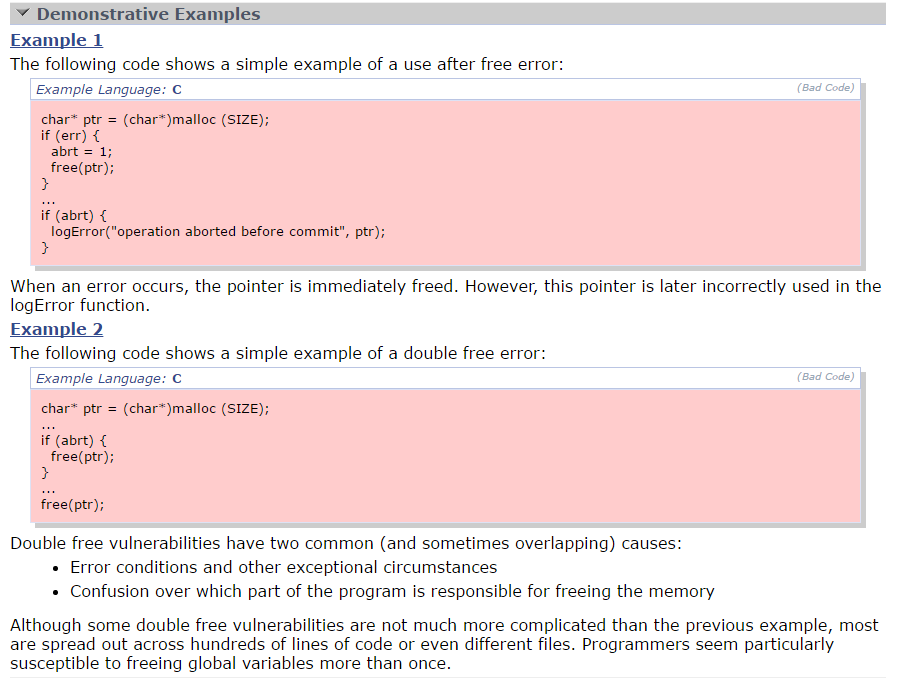 Demonstrative Examples
Example 1
The following code shows a simple example of a use after free error:
Example Language: C (Bad Code)
char* ptr = (char*)malloc (SIZE);
if (err) {
abrt = 1;
free(ptr);
}
...
if (abrt) {
logError("operation aborted before commit", ptr);
}
When an error occurs, the pointer is immediately freed. However, this pointer is later incorrectly used in the
logError function.
Example 2
The following code shows a simple example of a double free error:
Example Language: C (Bad Code)
char* ptr = (char*)malloc (SIZE);
...
if (abrt) {
free(ptr);
}
...
free(ptr);
Double free vulnerabilities have two common (and sometimes overlapping) causes:
• Error conditions and other exceptional circumstances
• Confusion over which part of the program is responsible for freeing the memory
Although some double free vulnerabilities are not much more complicated than the previous example, most
are spread out across hundreds of lines of code or even different files. Programmers seem particularly
susceptible to freeing global variables more than once.